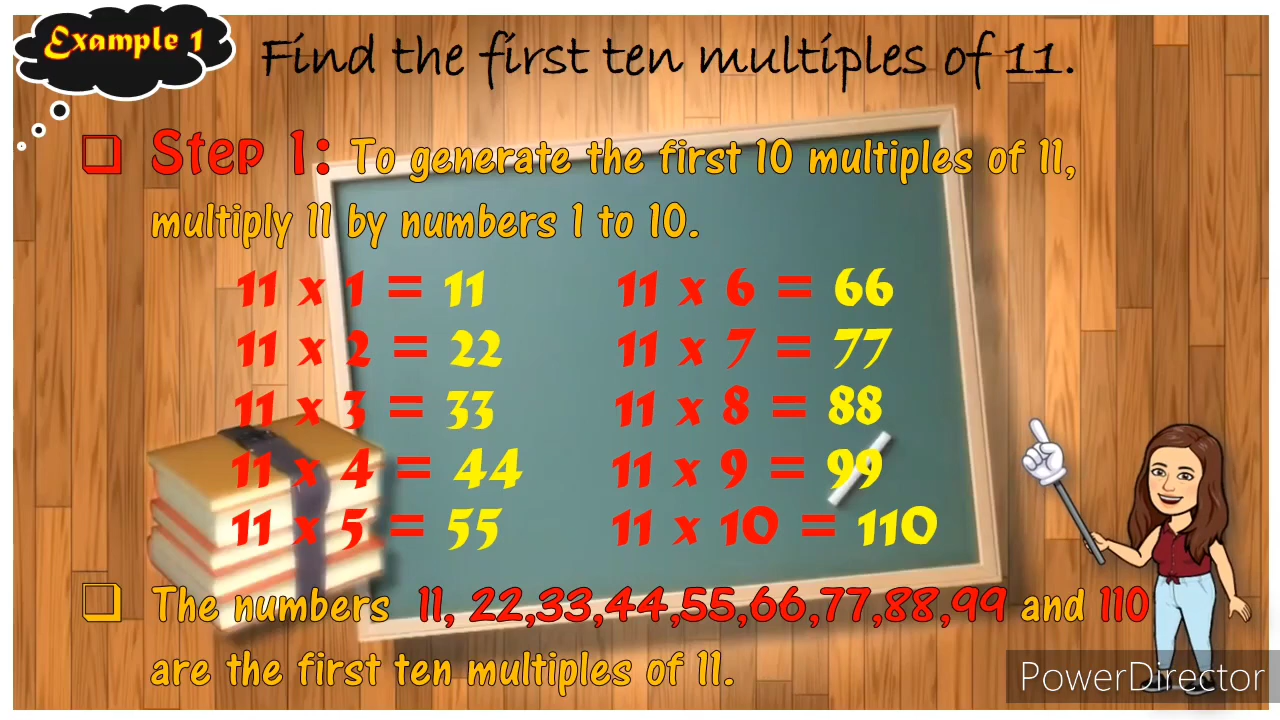 Example 1
Find the first ten multiples of 11.
❑ Step 1: To generate the first 10 multiples of 11,
multiply 11 by numbers 1 to 10.
11 x 1 = 11
11 x 2 = 22
11 x 3 = 33
11 x 4 = 44
11 x 5 = 55
11 x 6 = 66
11 x 7 = 77
11 x 8 = 88
11 x 9 = 99
11 x 10 = 110
❑ The numbers 11, 22,33,44,55,66,77,88,99 and 110
are the first ten multiples of 11.
PowerDirector